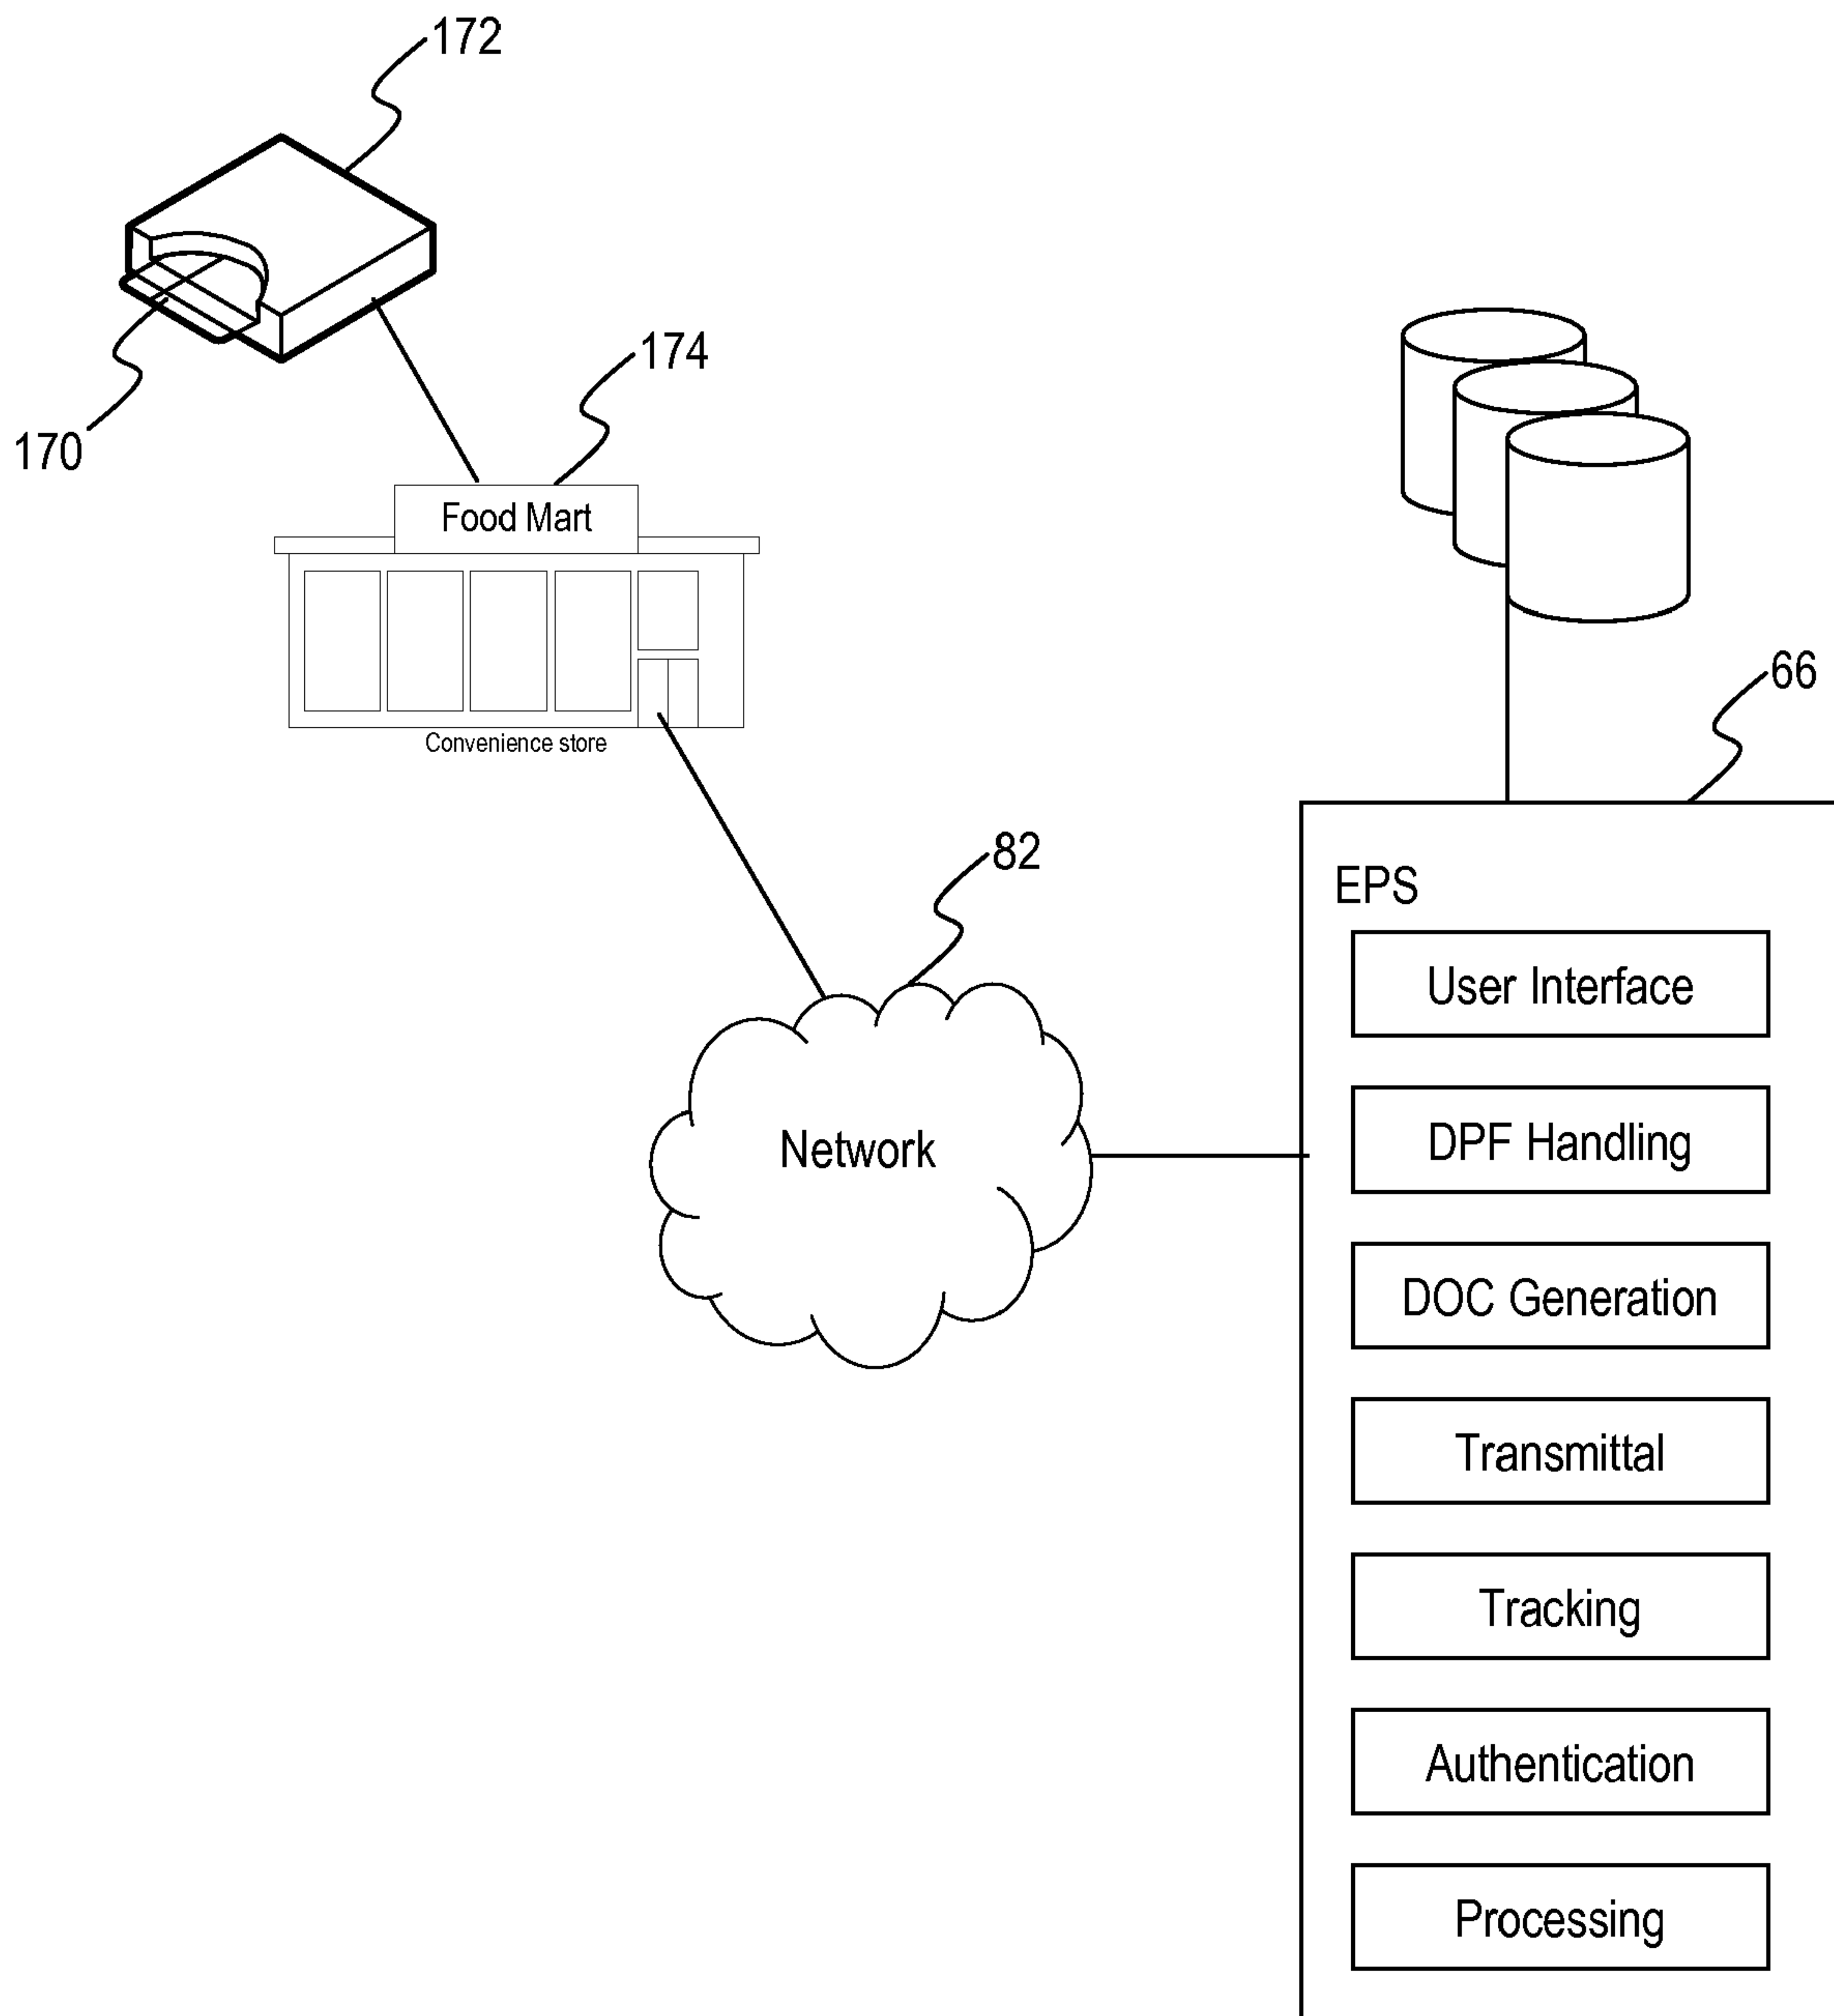 172
174
170
Food Mart
Convenience store
66
82
EPS
User Interface
DPF Handling
Network
DOC Generation
Transmittal
Tracking
Authentication
Processing